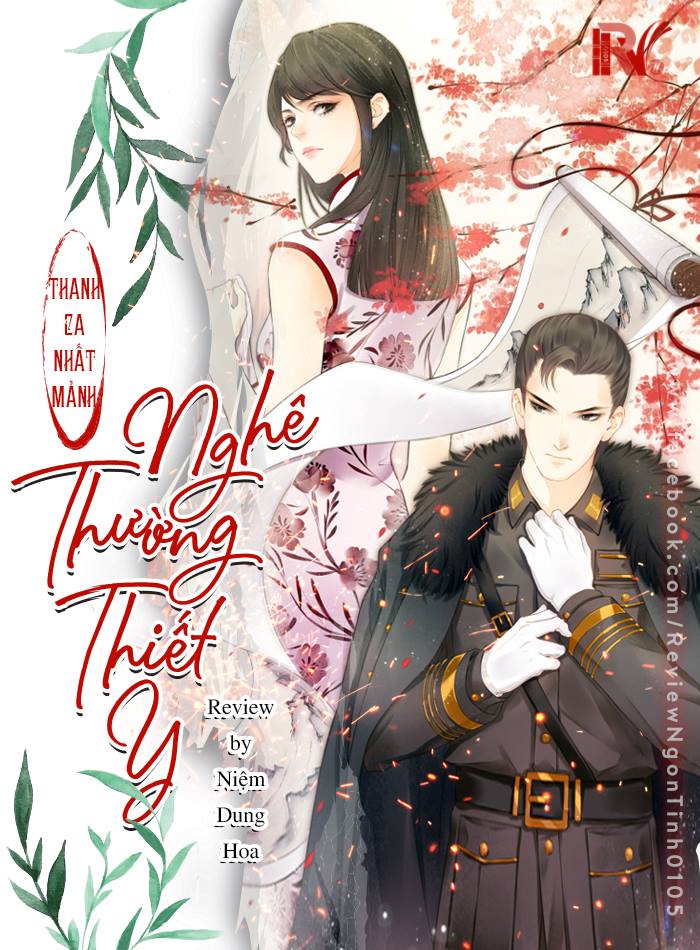 THANH
CA
NHẤT
MẢNH
Nghê
Thường
Thiết
Y
Review
by
Niệm
Dung
Hoa
facebook.com/ReviewNgonTinh0105